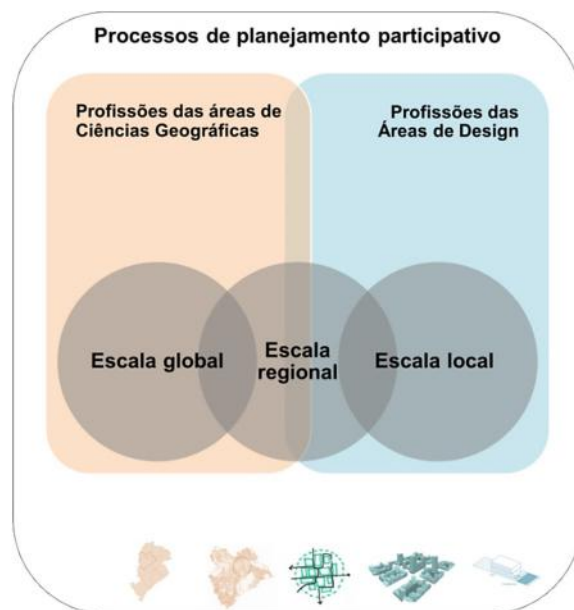 Processos de planejamento participativo
Profissões das áreas de
Ciências Geográficas
Profissões das
Áreas de Design
Escala global
Escala
regional
Escala local